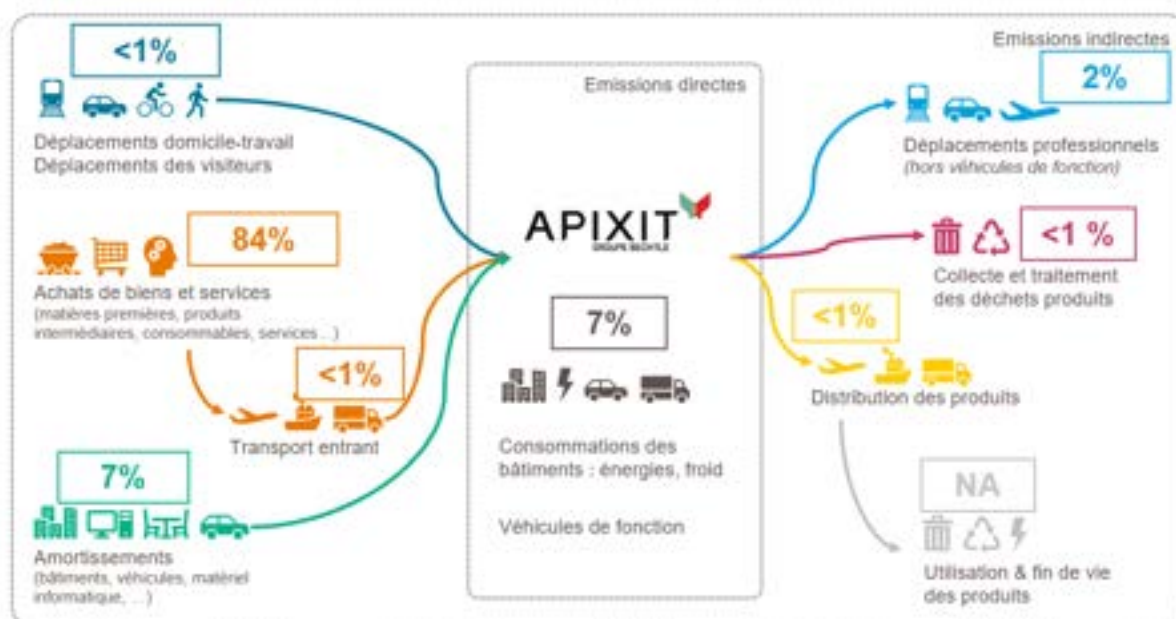 <1%
Déplacements domicile-travail
Déplacements des visiteurs
84%
Achats de biens et services
(matières premières, produits
intermédiaires, consommables, services...)
<1%
Transport entrant
7%
Amortissements
(bâtiments, véhicules, matériel
informatique, ...)
Emissions directes
APIXIT
GROUPE BECHTLE
7%
Consommations des
bâtiments : énergies, froid
Véhicules de fonction
Emissions indirectes
2%
Déplacements professionnels
(hors véhicules de fonction)
<1 %
Collecte et traitement
des déchets produits
<1%
Distribution des produits
NA
Utilisation & fin de vie
des produits